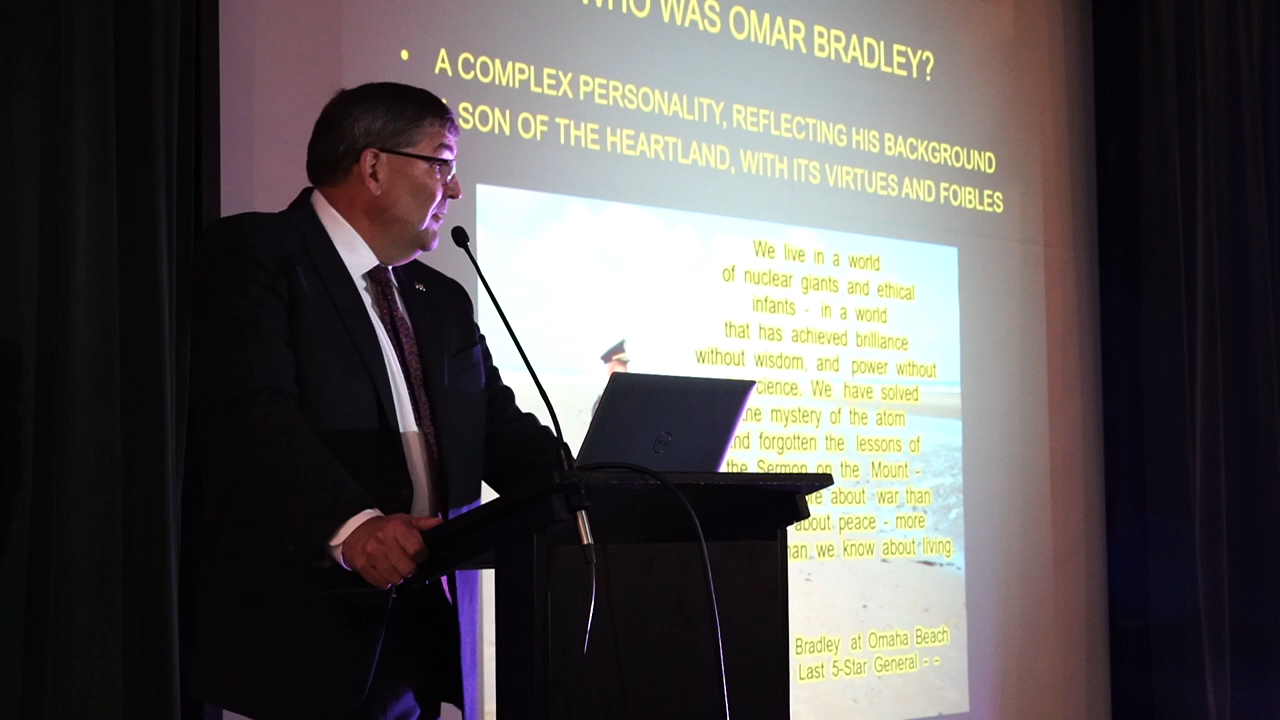 WHO WAS OMAR BRADLEY?
• A COMPLEX PERSONALITY, REFLECTING HIS BACKGROUND
SON OF THE HEARTLAND, WITH ITS VIRTUES AND FOIBLES
We live in a world
of nuclear giants and ethical
infants - in a world
that has achieved brilliance
without wisdom, and power without
science. We have solved
the mystery of the atom
and forgotten the lessons of
the Sermon on the Mount -
about war than
about peace - more
than we know about living.
Bradley at Omaha Beach
Last 5-Star General - -